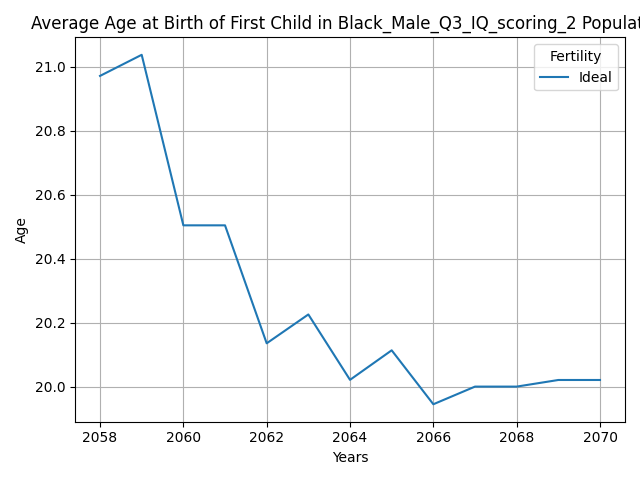 Average Age at Birth of First Child in Black_Male_Q3_IQ_scoring_2 Populat
Fertility
Ideal
21.0
20.8
20.6
20.4
20.2
20.0
Age
2058
2060
2062
2064
2066
2068
2070
Years